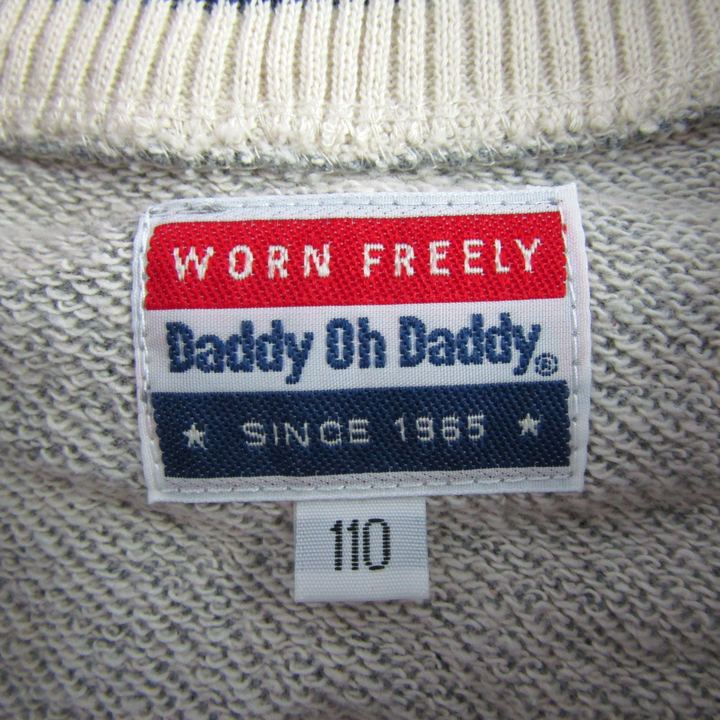 WORN FREELY
Daddy Oh Daddy®
★ SINCE 1965 ★
110